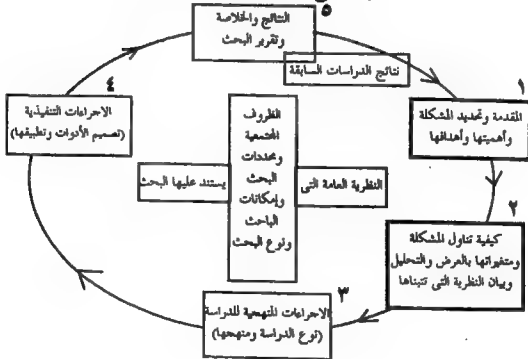 ٥
النتائج والخلاصة
وتقرير البحث
نتائج الدراسات السابقة
١
المقدمة وتحديد المشكلة
وأهميتها وأهدافها
٢
كيفية تناول المشكلة
ومتغيراتها بالعرض والتحليل
وبيان النظرية التى تتبناها
٣
الاجراءات المنهجية للدراسة
(نوع الدراسة ومنهجها)
٤
الاجراءات التنفيذية
(تصميم الأدوات وتطبيقها)
الظروف
المجتمعية
ومحددات
البحث
وإمكانات
الباحث
ونوع البحث
النظرية العامة التى
يستند عليها البحث